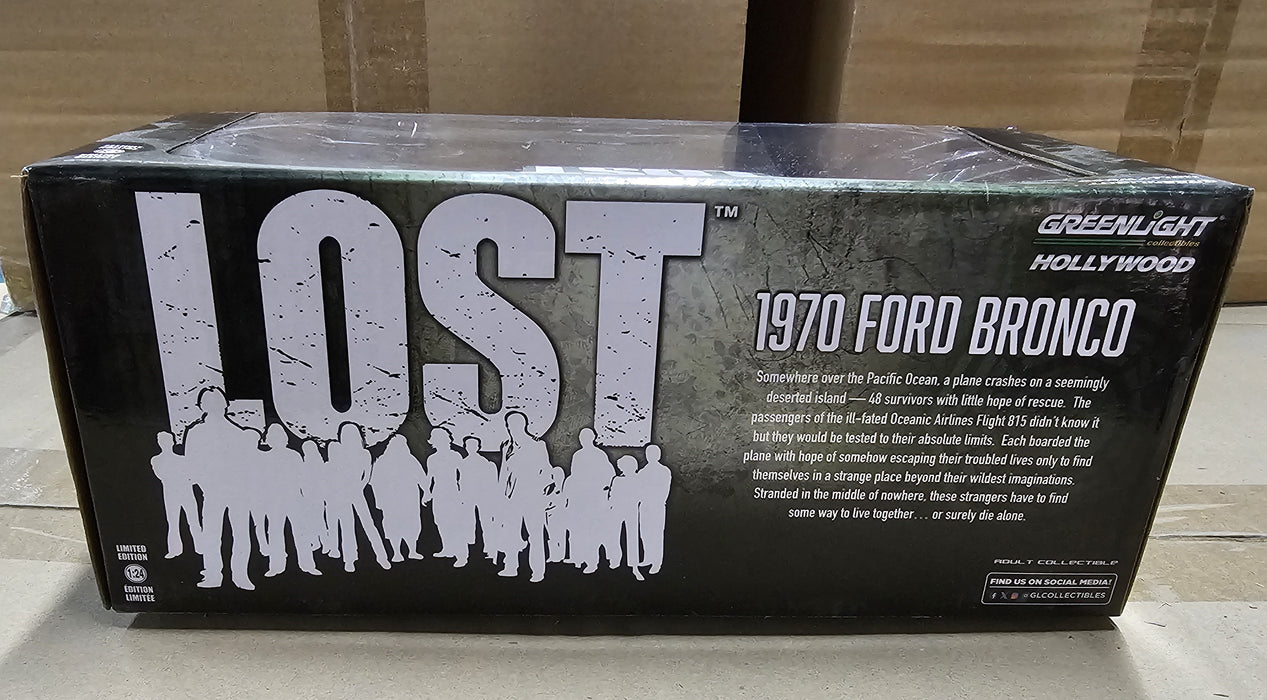 LOST™
GREENLiGHT®
collectibles
HOLLYWOOD
1970 FORD BRONCO
Somewhere over the Pacific Ocean, a plane crashes on a seemingly
deserted island — 48 survivors with little hope of rescue. The
passengers of the ill-fated Oceanic Airlines Flight 815 didn't know it
but they would be tested to their absolute limits. Each boarded the
plane with hope of somehow escaping their troubled lives only to find
themselves in a strange place beyond their wildest imaginations.
Stranded in the middle of nowhere, these strangers have to find
some way to live together... or surely die alone.
LIMITED
EDITION
1:24
ÉDITION
LIMITÉE
ADULT COLLECTIBLE
FIND US ON SOCIAL MEDIA!
@GLCOLLECTIBLES